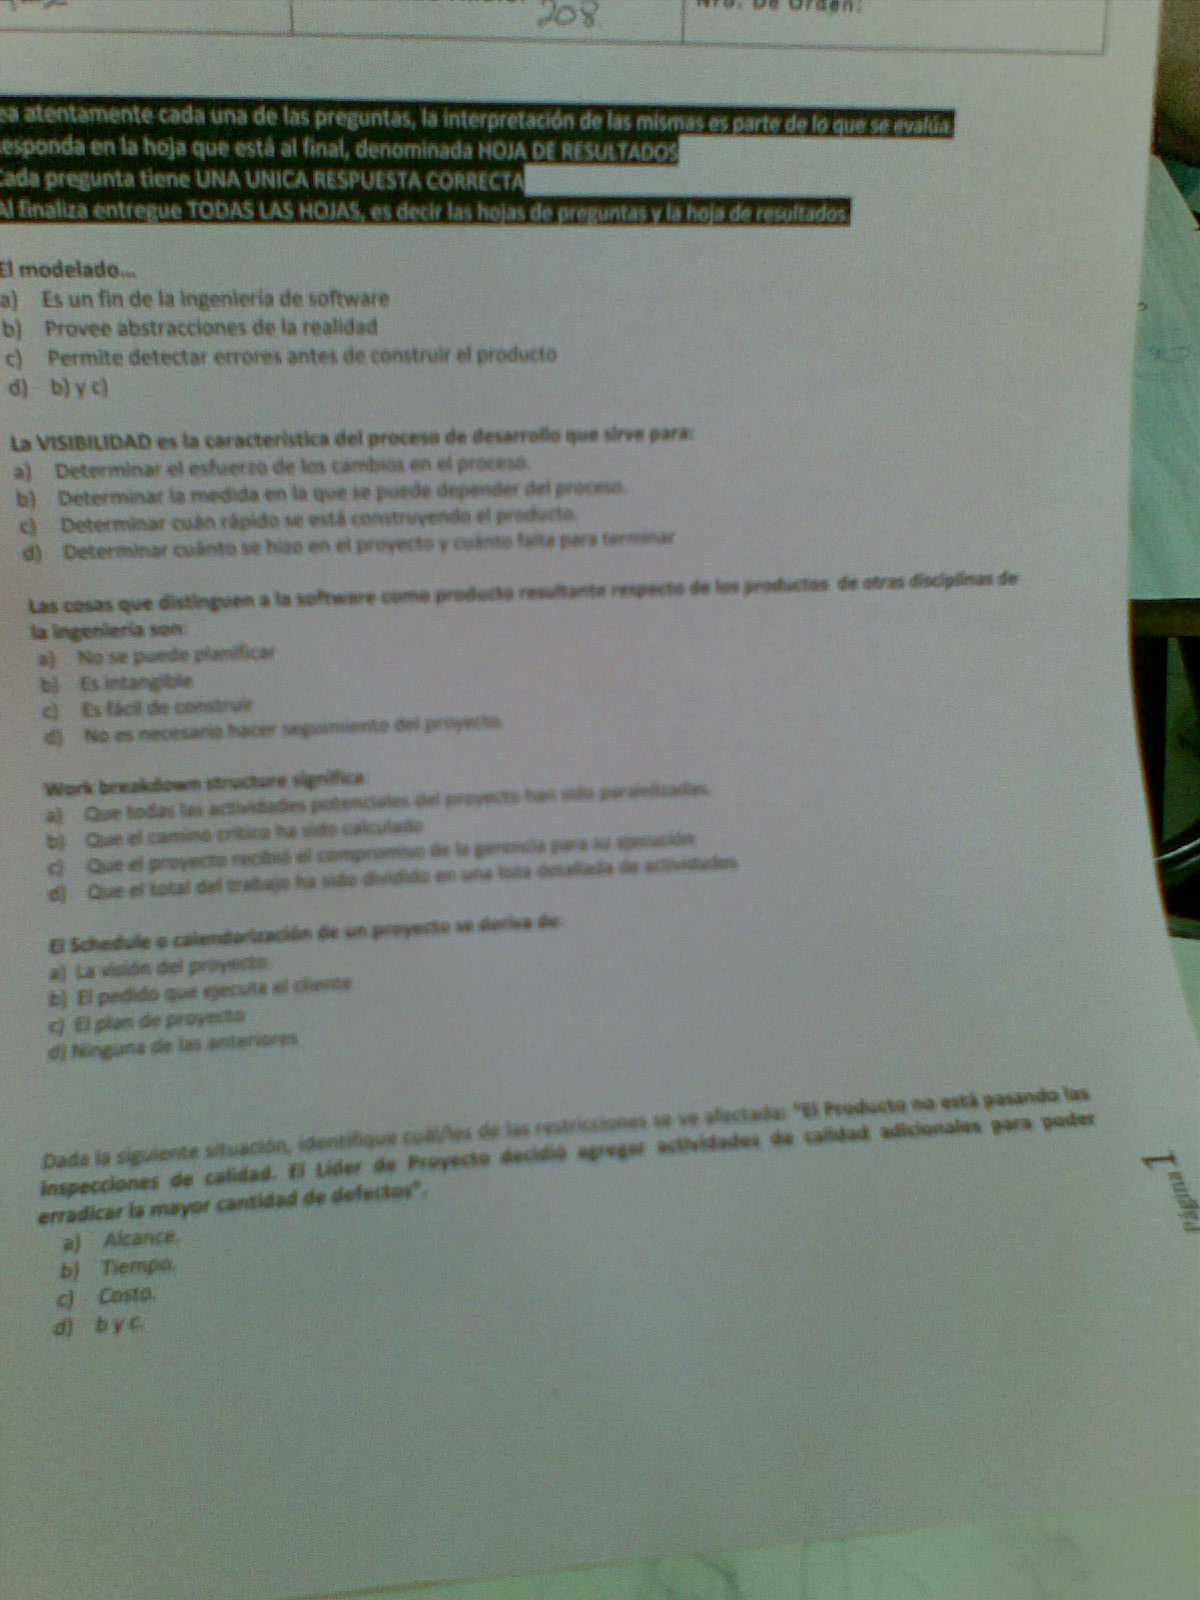 208
Nro. De Orden:
ea atentamente cada una de las preguntas, la interpretación de las mismas es parte de lo que se evalúa.
esponda en la hoja que está al final, denominada HOJA DE RESULTADOS
Cada pregunta tiene UNA UNICA RESPUESTA CORRECTA
Al finaliza entregue TODAS LAS HOJAS, es decir las hojas de preguntas y la hoja de resultados.
El modelado...
a) Es un fin de la ingeniería de software
b) Provee abstracciones de la realidad
c) Permite detectar errores antes de construir el producto
d) b) y c)
La VISIBILIDAD es la característica del proceso de desarrollo que sirve para:
a) Determinar el esfuerzo de los cambios en el proceso.
b) Determinar la medida en la que se puede depender del proceso.
c) Determinar cuán rápido se está construyendo el producto.
d) Determinar cuánto se hizo en el proyecto y cuánto falta para terminar
Las cosas que distinguen a la software como producto resultante respecto de los productos de otras disciplinas de
la ingeniería son:
a) No se puede planificar
b) Es intangible
c) Es fácil de construir
d) No es necesario hacer seguimiento del proyecto
Work breakdown structure significa:
a) Que todas las actividades potenciales del proyecto han sido paralelizadas.
b) Que el camino crítico ha sido calculado
c) Que el proyecto recibió el compromiso de la gerencia para su ejecución
d) Que el total del trabajo ha sido dividido en una lista detallada de actividades
El Schedule o calendarización de un proyecto se deriva de:
a) La visión del proyecto.
b) El pedido que ejecuta el cliente
c) El plan de proyecto
d) Ninguna de las anteriores
Dada la siguiente situación, identifique cuál/les de las restricciones se ve afectada: "El Producto no está pasando las
inspecciones de calidad. El Líder de Proyecto decidió agregar actividades de calidad adicionales para poder
erradicar la mayor cantidad de defectos".
a) Alcance.
b) Tiempo.
c) Costo.
d) b y c.
Página 1